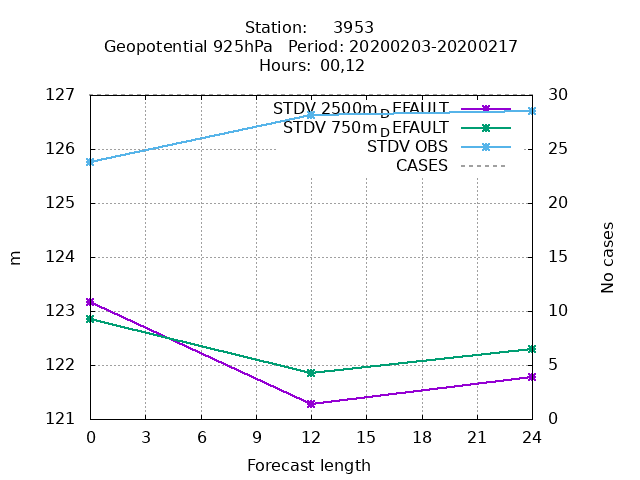 Station: 3953
Geopotential 925hPa Period: 20200203-20200217
Hours: 00,12
127
126
125
124
123
122
121
m
30
25
20
15
10
5
0
No cases
STDV 2500m_DEFAULT
STDV 750m_DEFAULT
STDV OBS
CASES
0 3 6 9 12 15 18 21 24
Forecast length